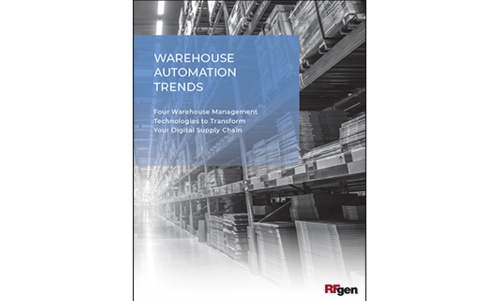 WAREHOUSE
AUTOMATION
TRENDS
Four Warehouse Management
Technologies to Transform
Your Digital Supply Chain
RFgen